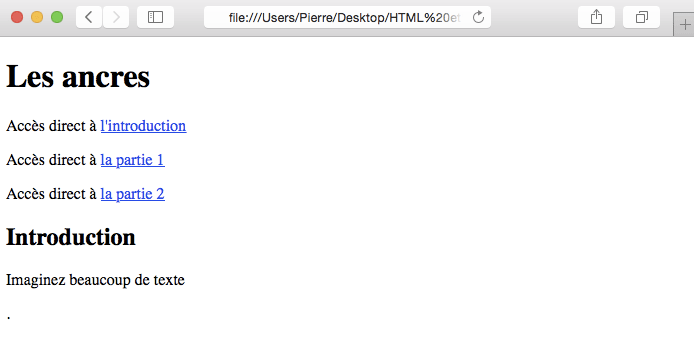 file:///Users/Pierre/Desktop/HTML%20et
Les ancres
Accès direct à l'introduction
Accès direct à la partie 1
Accès direct à la partie 2
Introduction
Imaginez beaucoup de texte
.